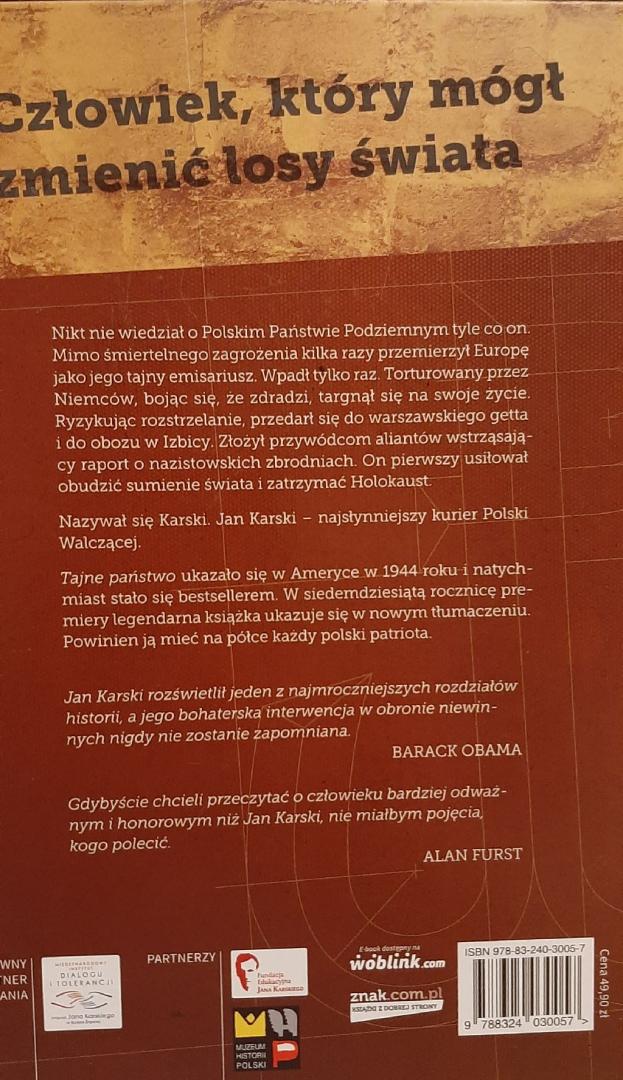 Człowiek, który mógł
zmienić losy świata
Nikt nie wiedział o Polskim Państwie Podziemnym tyle co on.
Mimo śmiertelnego zagrożenia kilka razy przemierzył Europę
jako jego tajny emisariusz. Wpadł tylko raz. Torturowany przez
Niemców, bojąc się, że zdradzi, targnął się na swoje życie.
Ryzykując rozstrzelanie, przedarł się do warszawskiego getta
i do obozu w Izbicy. Złożył przywódcom aliantów wstrząsają-
cy raport o nazistowskich zbrodniach. On pierwszy usiłował
obudzić sumienie świata i zatrzymać Holokaust.
Nazywał się Karski. Jan Karski – najsłynniejszy kurier Polski
Walczącej.
Tajne państwo ukazało się w Ameryce w 1944 roku i natych-
miast stało się bestsellerem. W siedemdziesiątą rocznicę pre-
miery legendarna książka ukazuje się w nowym tłumaczeniu.
Powinien ją mieć na półce każdy polski patriota.
Jan Karski rozświetlił jeden z najmroczniejszych rozdziałów
historii, a jego bohaterska interwencja w obronie niewin-
nych nigdy nie zostanie zapomniana.
BARACK OBAMA
Gdybyście chcieli przeczytać o człowieku bardziej odważ-
nym i honorowym niż Jan Karski, nie miałbym pojęcia,
kogo polecić.
ALAN FURST
WNY
TNER
ANIA
MIĘDZYNARODOWY
INSTYTUT
DIALOGU
I TOLERANCJI
Jana Karskiego
PARTNERZY
Fundacja
Edukacyjna
JANA KARSKIEGO
MHP
MUZEUM
HISTORII
POLSKI
E-book dostępny na
woblink.com
znak.com.pl
KSIĄŻKI Z DOBREJ STRONY
ISBN 978-83-240-3005-7
9 788324 030057 >
Cena 49,90 zł